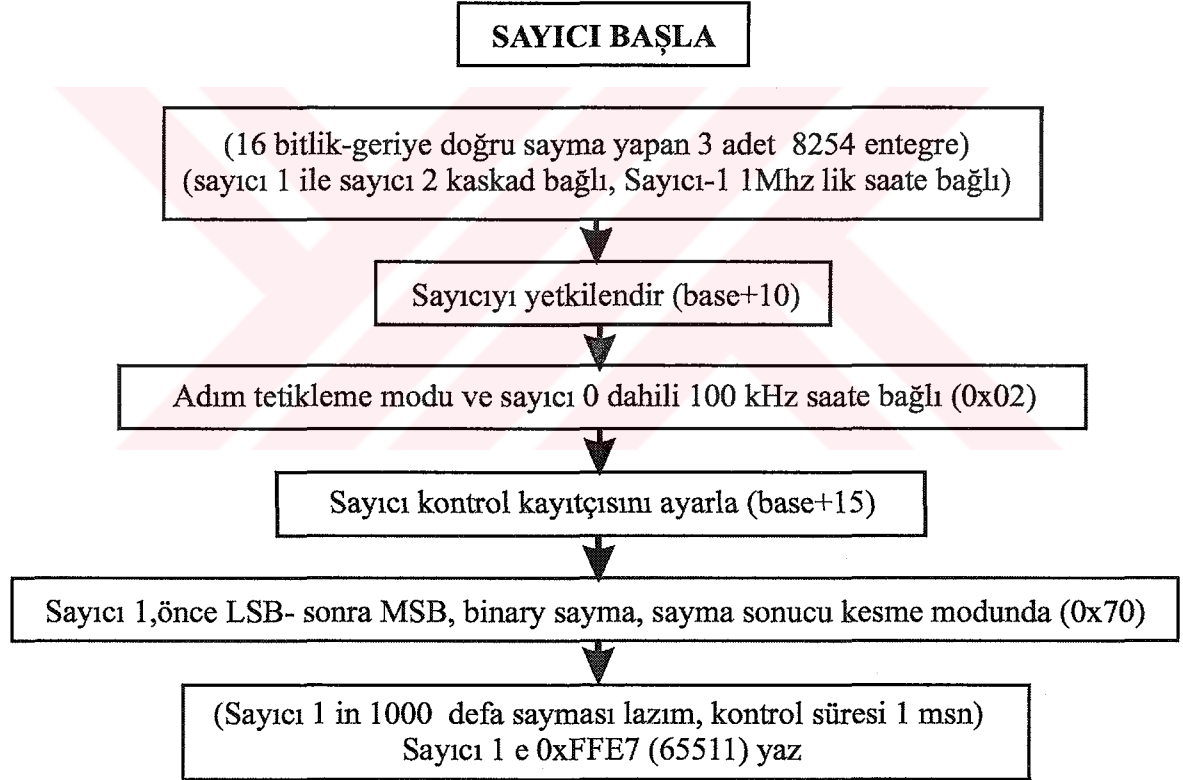 SAYICI BAŞLA
(16 bitlik-geriye doğru sayma yapan 3 adet 8254 entegre)
(sayıcı 1 ile sayıcı 2 kaskad bağlı, Sayıcı-1 1Mhz lik saate bağlı)
Sayıcıyı yetkilendir (base+10)
Adım tetikleme modu ve sayıcı 0 dahili 100 kHz saate bağlı (0x02)
Sayıcı kontrol kayıtçısını ayarla (base+15)
Sayıcı 1,önce LSB- sonra MSB, binary sayma, sayma sonucu kesme modunda (0x70)
(Sayıcı 1 in 1000 defa sayması lazım, kontrol süresi 1 msn)
Sayıcı 1 e 0xFFE7 (65511) yaz